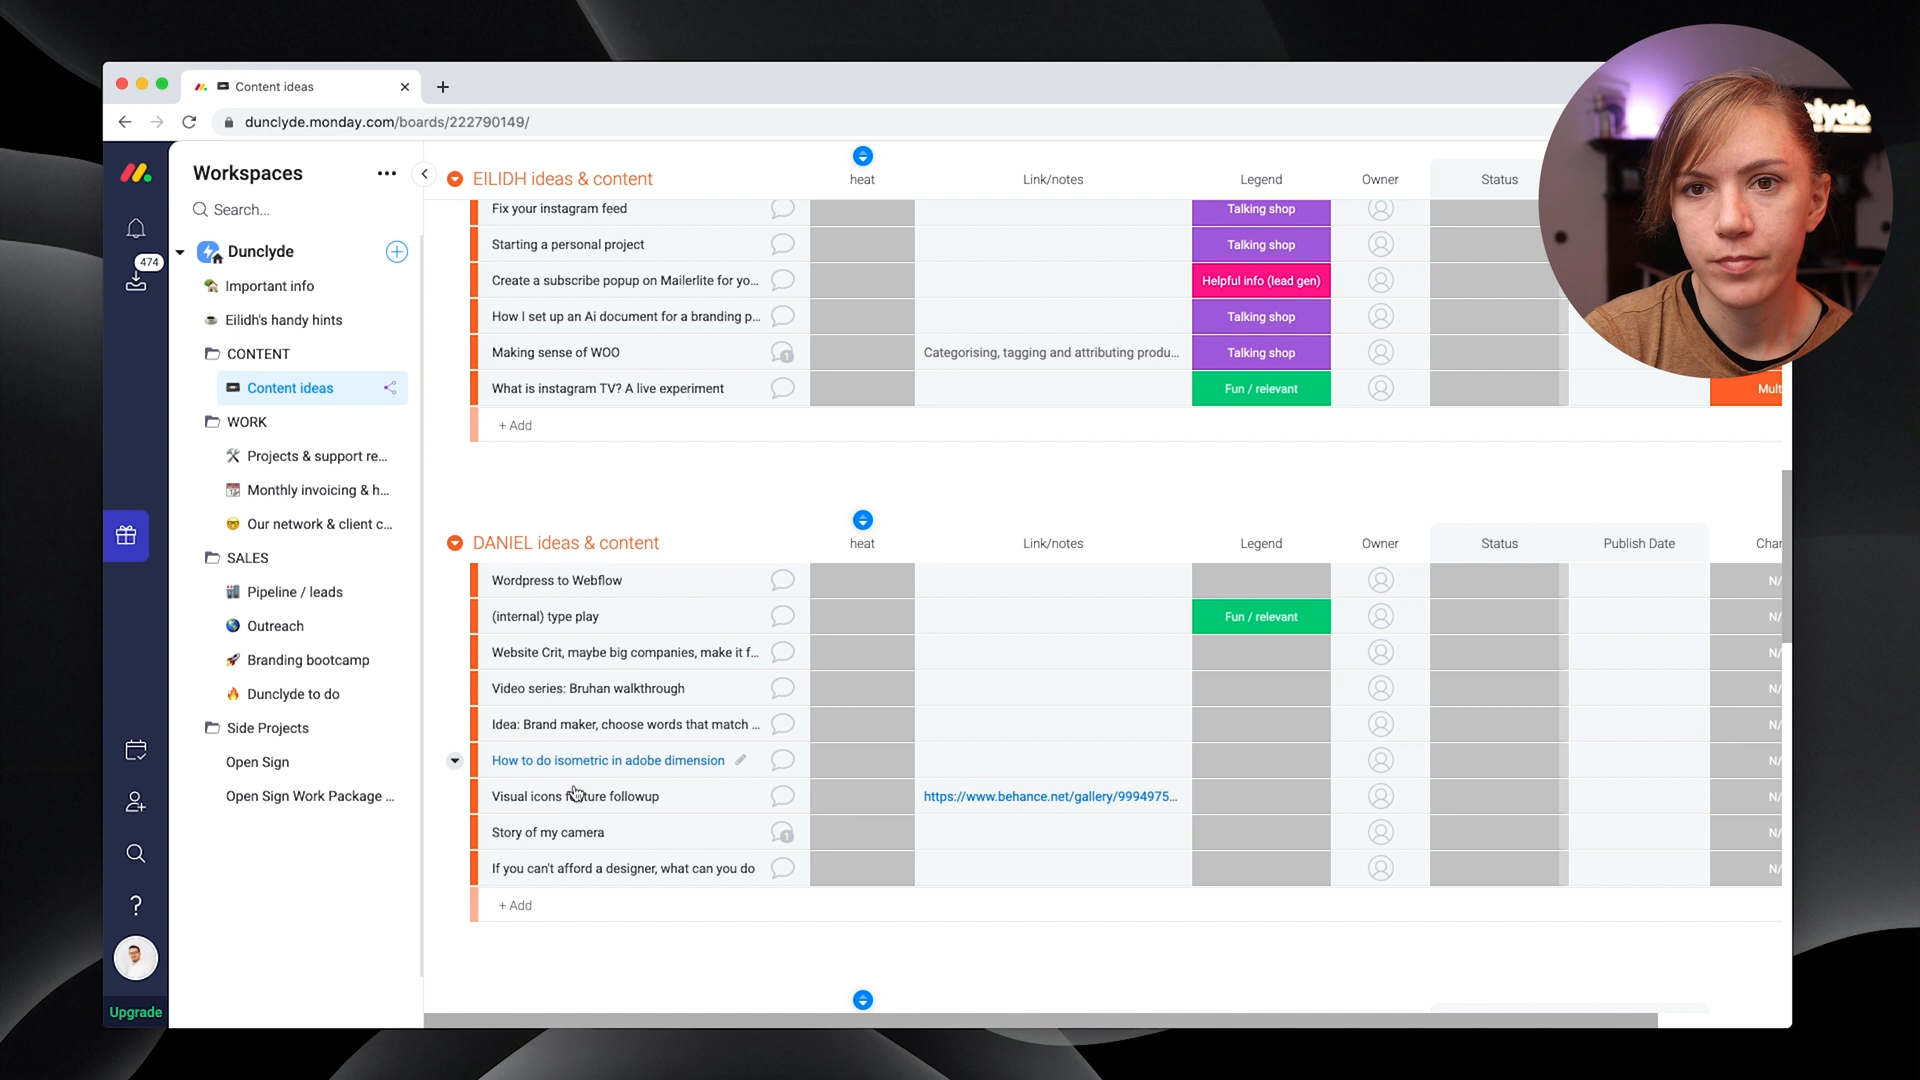 Content ideas
dunclyde.monday.com/boards/222790149/
Workspaces
Search...
474
Dunclyde
Important info
Eilidh's handy hints
CONTENT
Content ideas
WORK
Projects & support re...
Monthly invoicing & h...
Our network & client c...
SALES
Pipeline / leads
Outreach
Branding bootcamp
Dunclyde to do
Side Projects
Open Sign
Open Sign Work Package ...
Upgrade
EILIDH ideas & content heat Link/notes Legend Owner Status
Fix your instagram feed Talking shop
Starting a personal project Talking shop
Create a subscribe popup on Mailerlite for yo... Helpful info (lead gen)
How I set up an Ai document for a branding p... Talking shop
Making sense of WOO 1 Categorising, tagging and attributing produ... Talking shop
What is instagram TV? A live experiment Fun / relevant Mult
+ Add
DANIEL ideas & content heat Link/notes Legend Owner Status Publish Date Char
Wordpress to Webflow N/
(internal) type play Fun / relevant N/
Website Crit, maybe big companies, make it f... N/
Video series: Bruhan walkthrough N/
Idea: Brand maker, choose words that match ... N/
How to do isometric in adobe dimension N/
Visual icons future followup https://www.behance.net/gallery/9994975... N/
Story of my camera 1 N/
If you can't afford a designer, what can you do N/
+ Add
clyde